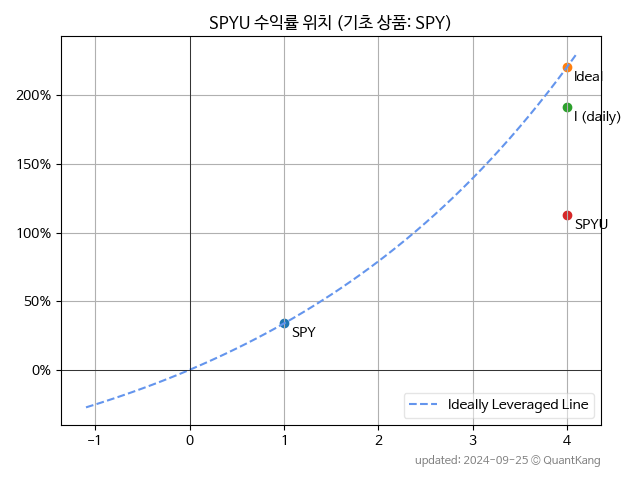 SPYU 수익률 위치 (기초 상품: SPY)
200%
150%
100%
50%
0%
Ideal
I (daily)
SPYU
SPY
Ideally Leveraged Line
−1 0 1 2 3 4
updated: 2024-09-25 © QuantKang